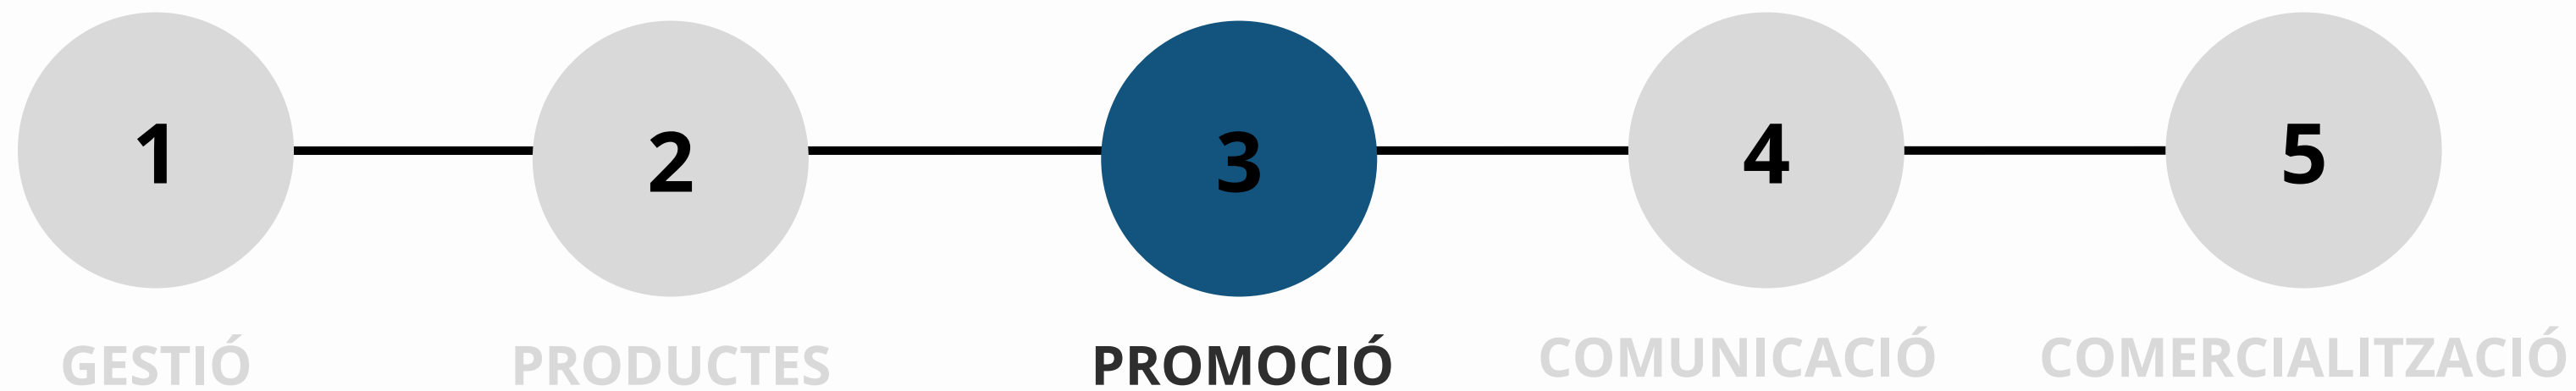 1 2 3 4 5
GESTIÓ PRODUCTES PROMOCIÓ COMUNICACIÓ COMERCIALITZACIÓ